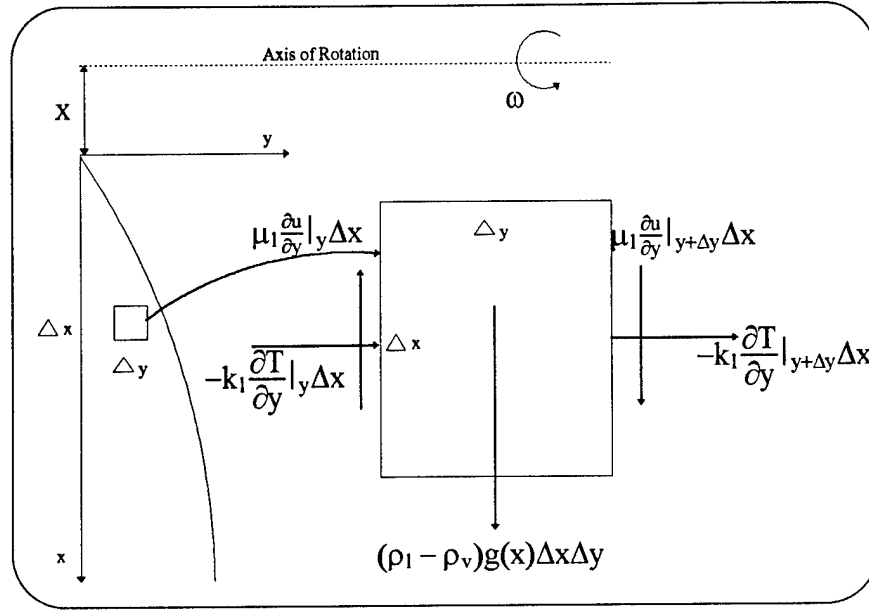 Axis of Rotation
X
ω
y
μ₁ ∂u/∂y|y Δx
△ y
μ₁ ∂u/∂y|y+Δy Δx
△ x
△ y
△ x
−k₁ ∂T/∂y|y Δx
−k₁ ∂T/∂y|y+Δy Δx
x
(ρ₁ − ρᵥ)g(x)ΔxΔy